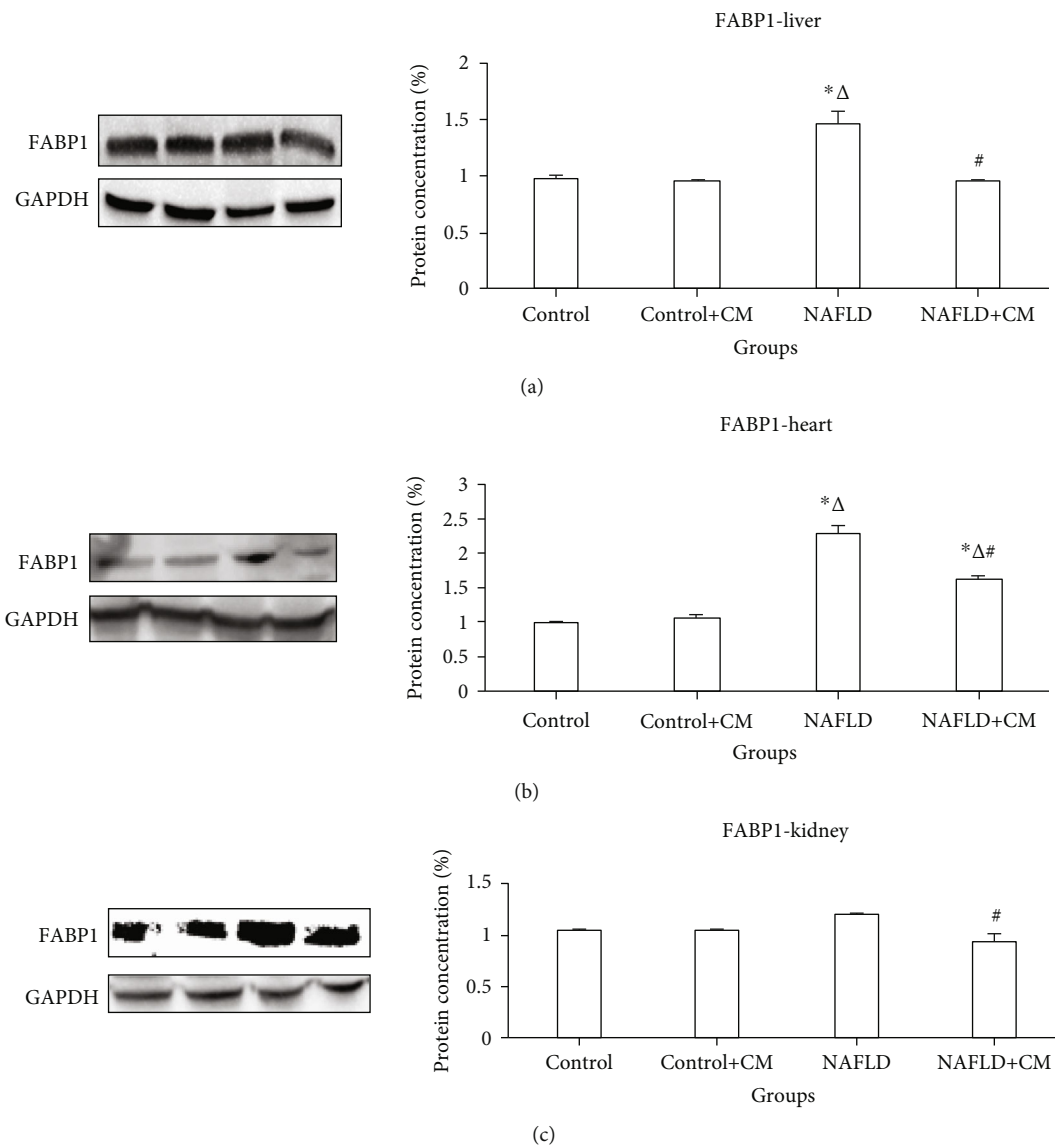 FABP1-liver
FABP1
GAPDH
Protein concentration (%)
2
1.5
1
0.5
0
*Δ
#
Control
Control+CM
NAFLD
NAFLD+CM
Groups
(a)
FABP1-heart
FABP1
GAPDH
Protein concentration (%)
3
2.5
2
1.5
1
0.5
0
*Δ
*Δ#
Control
Control+CM
NAFLD
NAFLD+CM
Groups
(b)
FABP1-kidney
FABP1
GAPDH
Protein concentration (%)
1.5
1
0.5
0
#
Control
Control+CM
NAFLD
NAFLD+CM
Groups
(c)